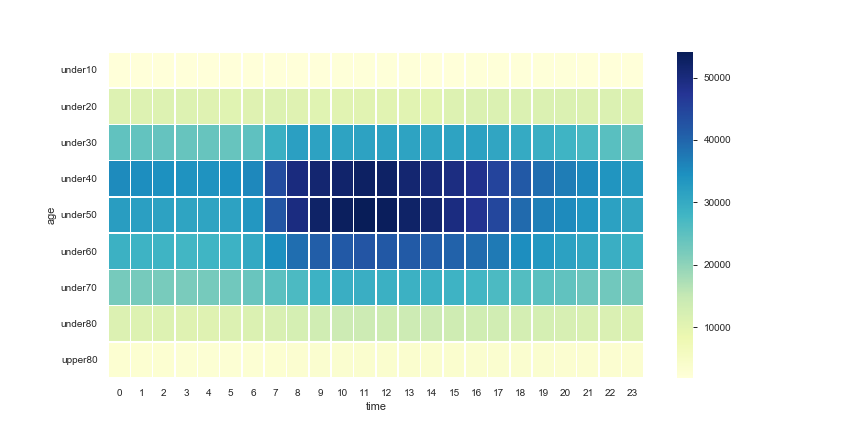 under10
under20
under30
under40
under50
under60
under70
under80
upper80
age
0 1 2 3 4 5 6 7 8 9 10 11 12 13 14 15 16 17 18 19 20 21 22 23
time
50000
40000
30000
20000
10000